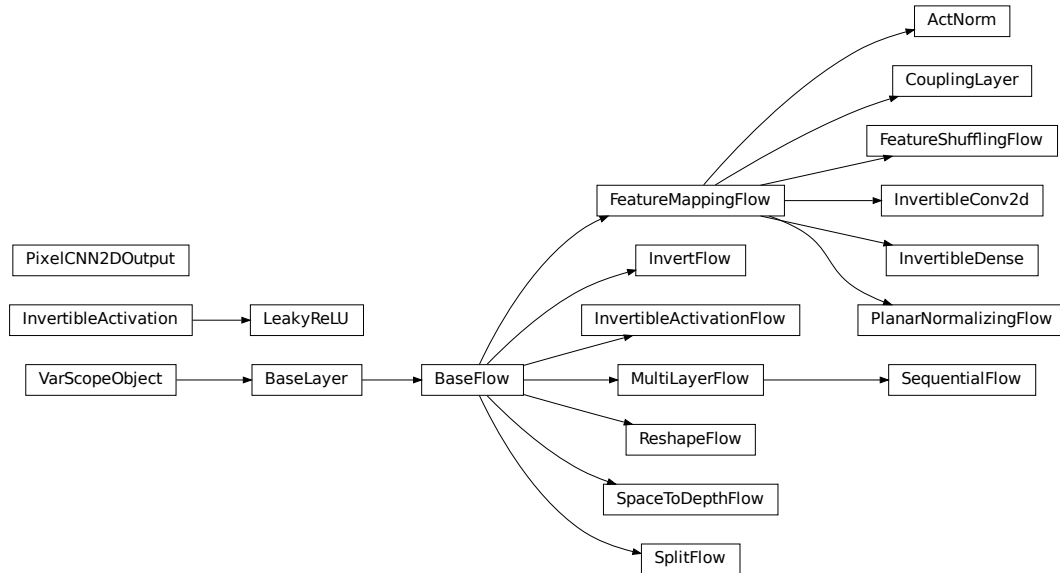 ActNorm
CouplingLayer
FeatureShufflingFlow
FeatureMappingFlow
InvertibleConv2d
PixelCNN2DOutput
InvertFlow
InvertibleDense
InvertibleActivation
LeakyReLU
InvertibleActivationFlow
PlanarNormalizingFlow
VarScopeObject
BaseLayer
BaseFlow
MultiLayerFlow
SequentialFlow
ReshapeFlow
SpaceToDepthFlow
SplitFlow